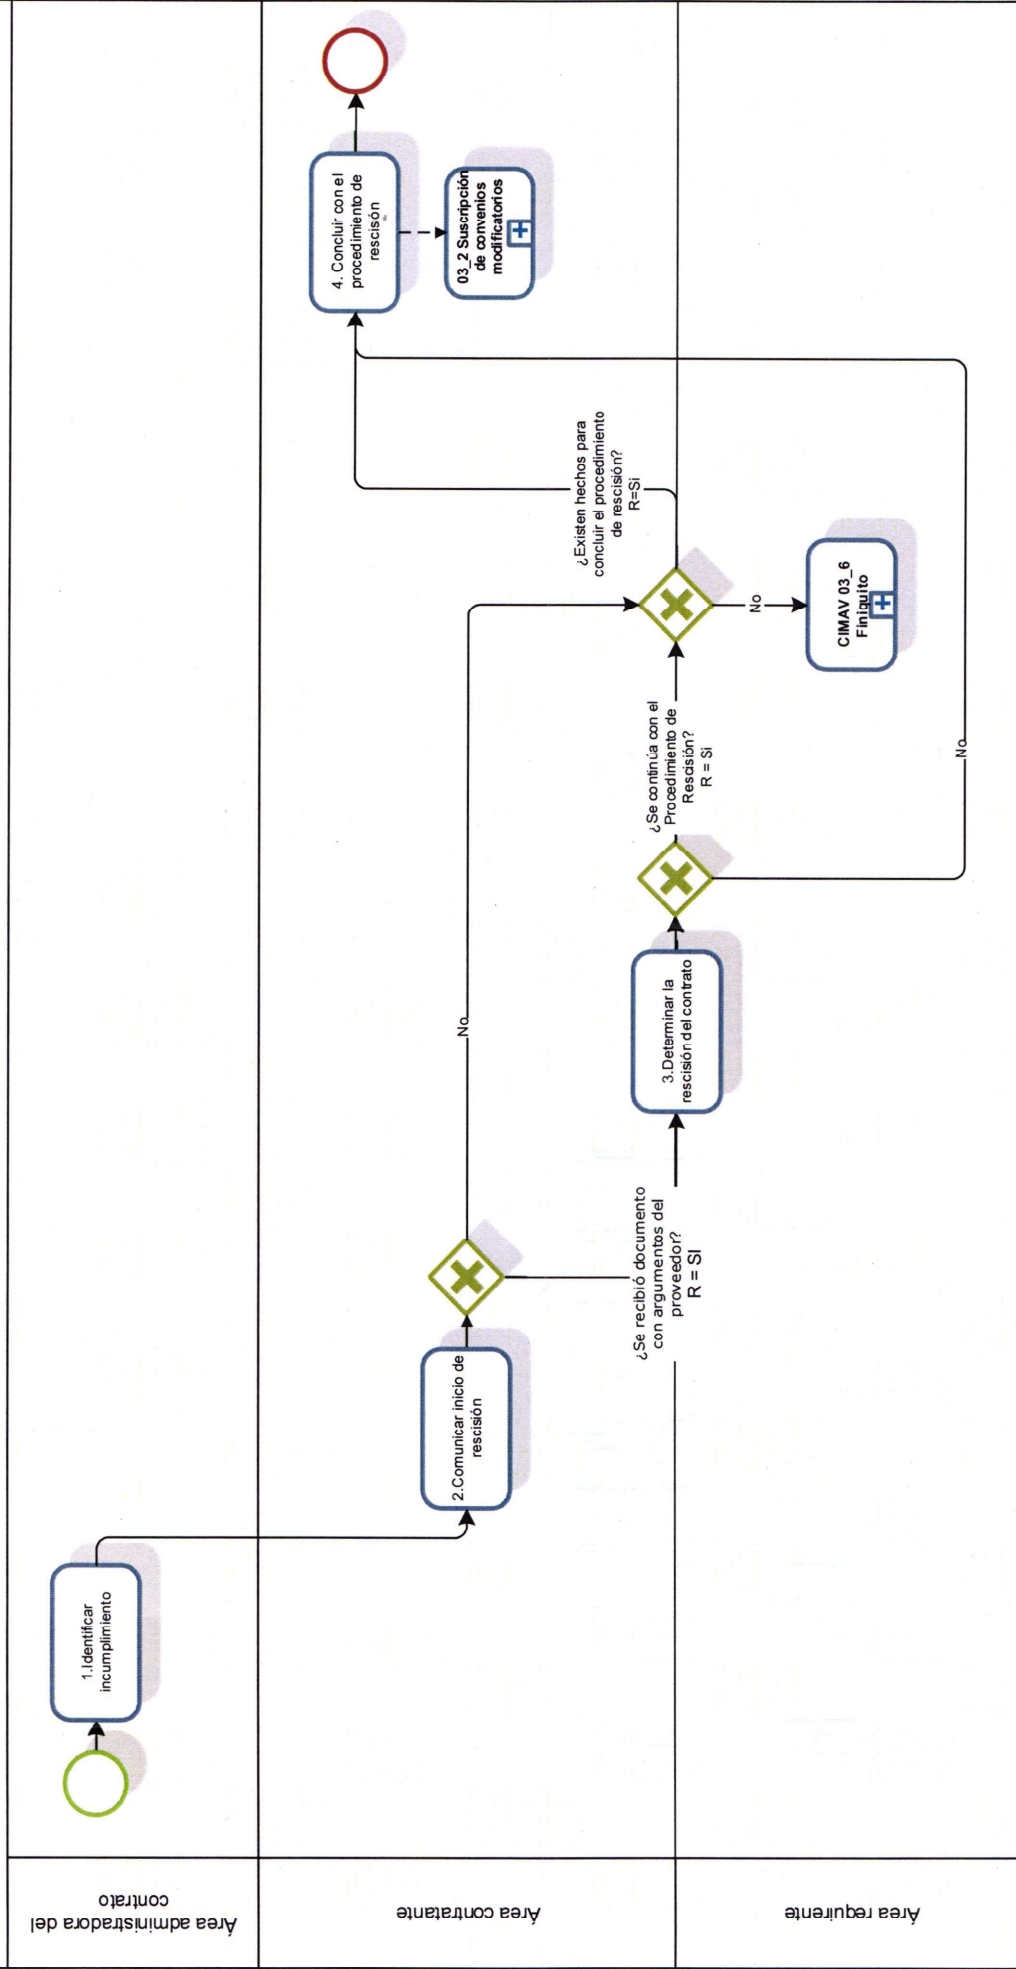 Área administradora del
contrato
Área contratante
Área requirente
1.Identificar
incumplimiento
2.Comunicar inicio de
rescisión
No
¿Se recibió documento
con argumentos del
proveedor?
R = SI
3.Determinar la
rescisión del contrato
¿Se continúa con el
Procedimiento de
Rescisión?
R = Si
No
¿Existen hechos para
concluir el procedimiento
de rescisión?
R=Si
No
CIMAV 03_6
Finiquito
4. Concluir con el
procedimiento de
rescisón
03_2 Suscripción
de convenios
modificatorios